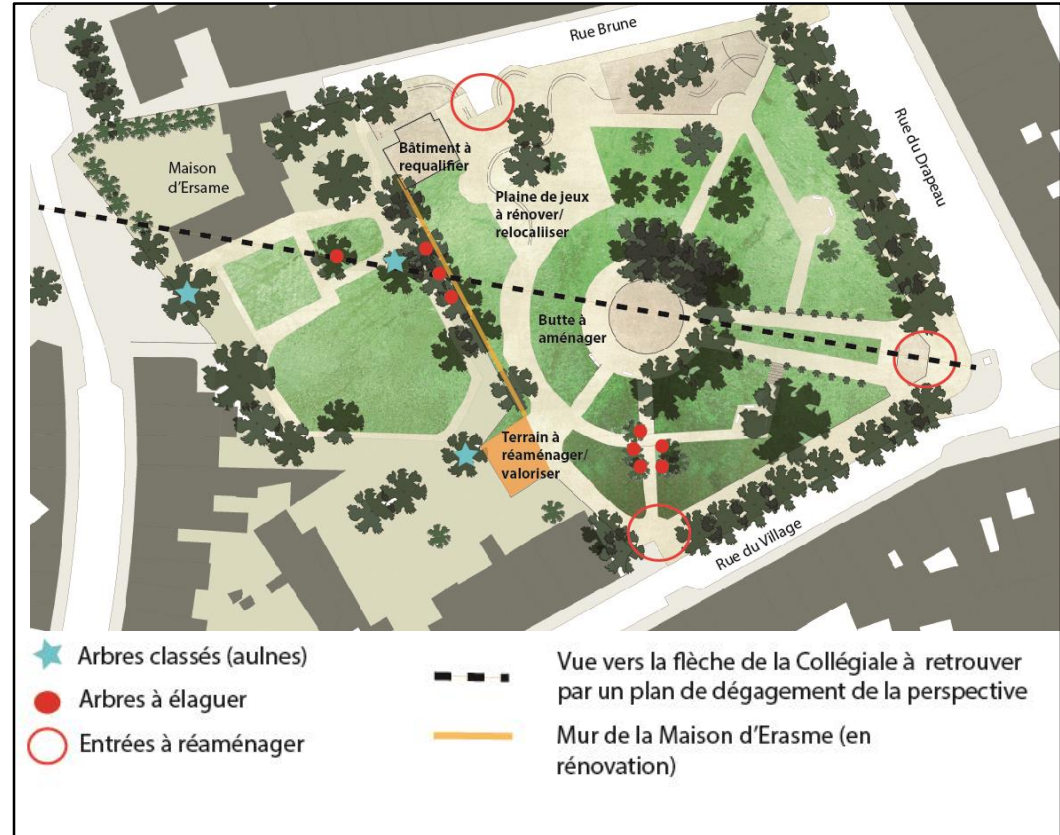 Rue Brune
Rue du Drapeau
Bâtiment à
requalifier
Maison
d'Ersame
Plaine de jeux
à rénover/
relocaliiser
Butte à
aménager
Terrain à
réaménager/
valoriser
Rue du Village
Arbres classés (aulnes)
Arbres à élaguer
Entrées à réaménager
Vue vers la flèche de la Collégiale à retrouver
par un plan de dégagement de la perspective
Mur de la Maison d'Erasme (en
rénovation)